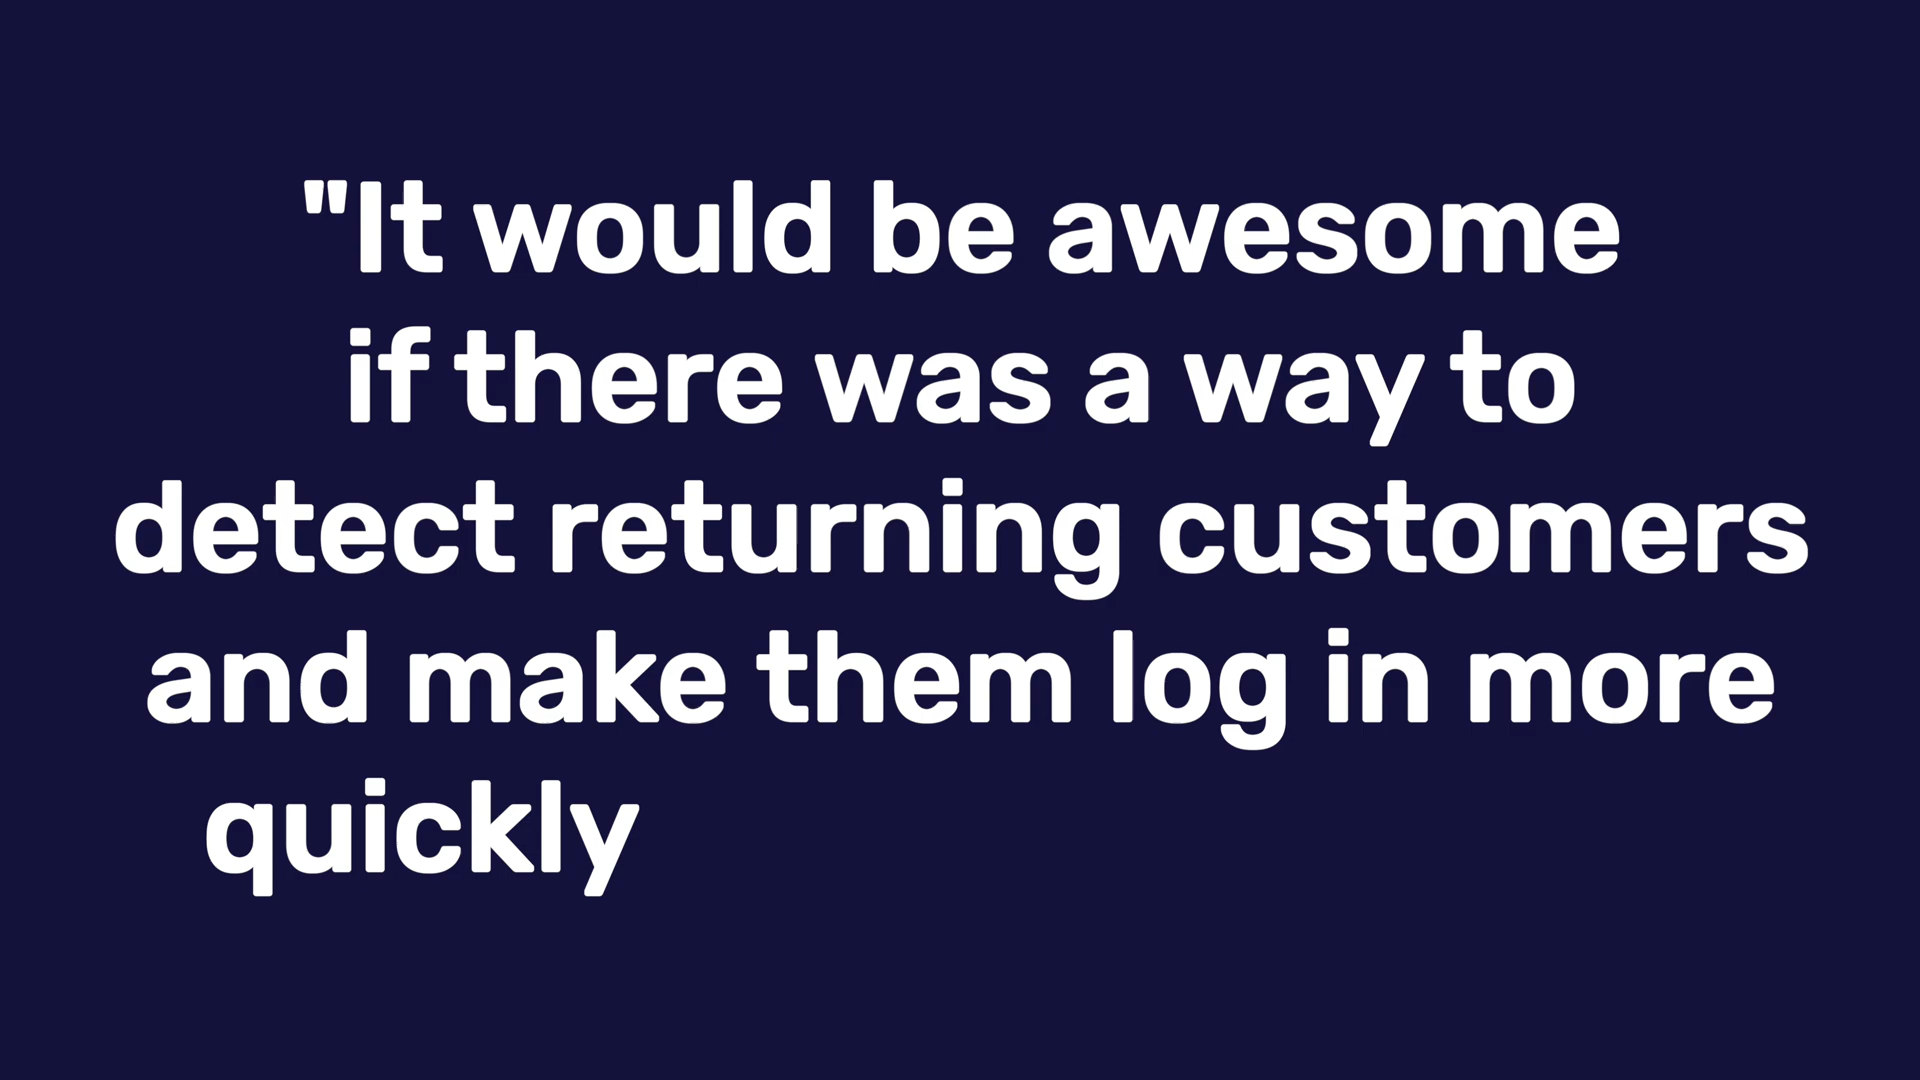 "It would be awesome
if there was a way to
detect returning customers
and make them log in more
quickly